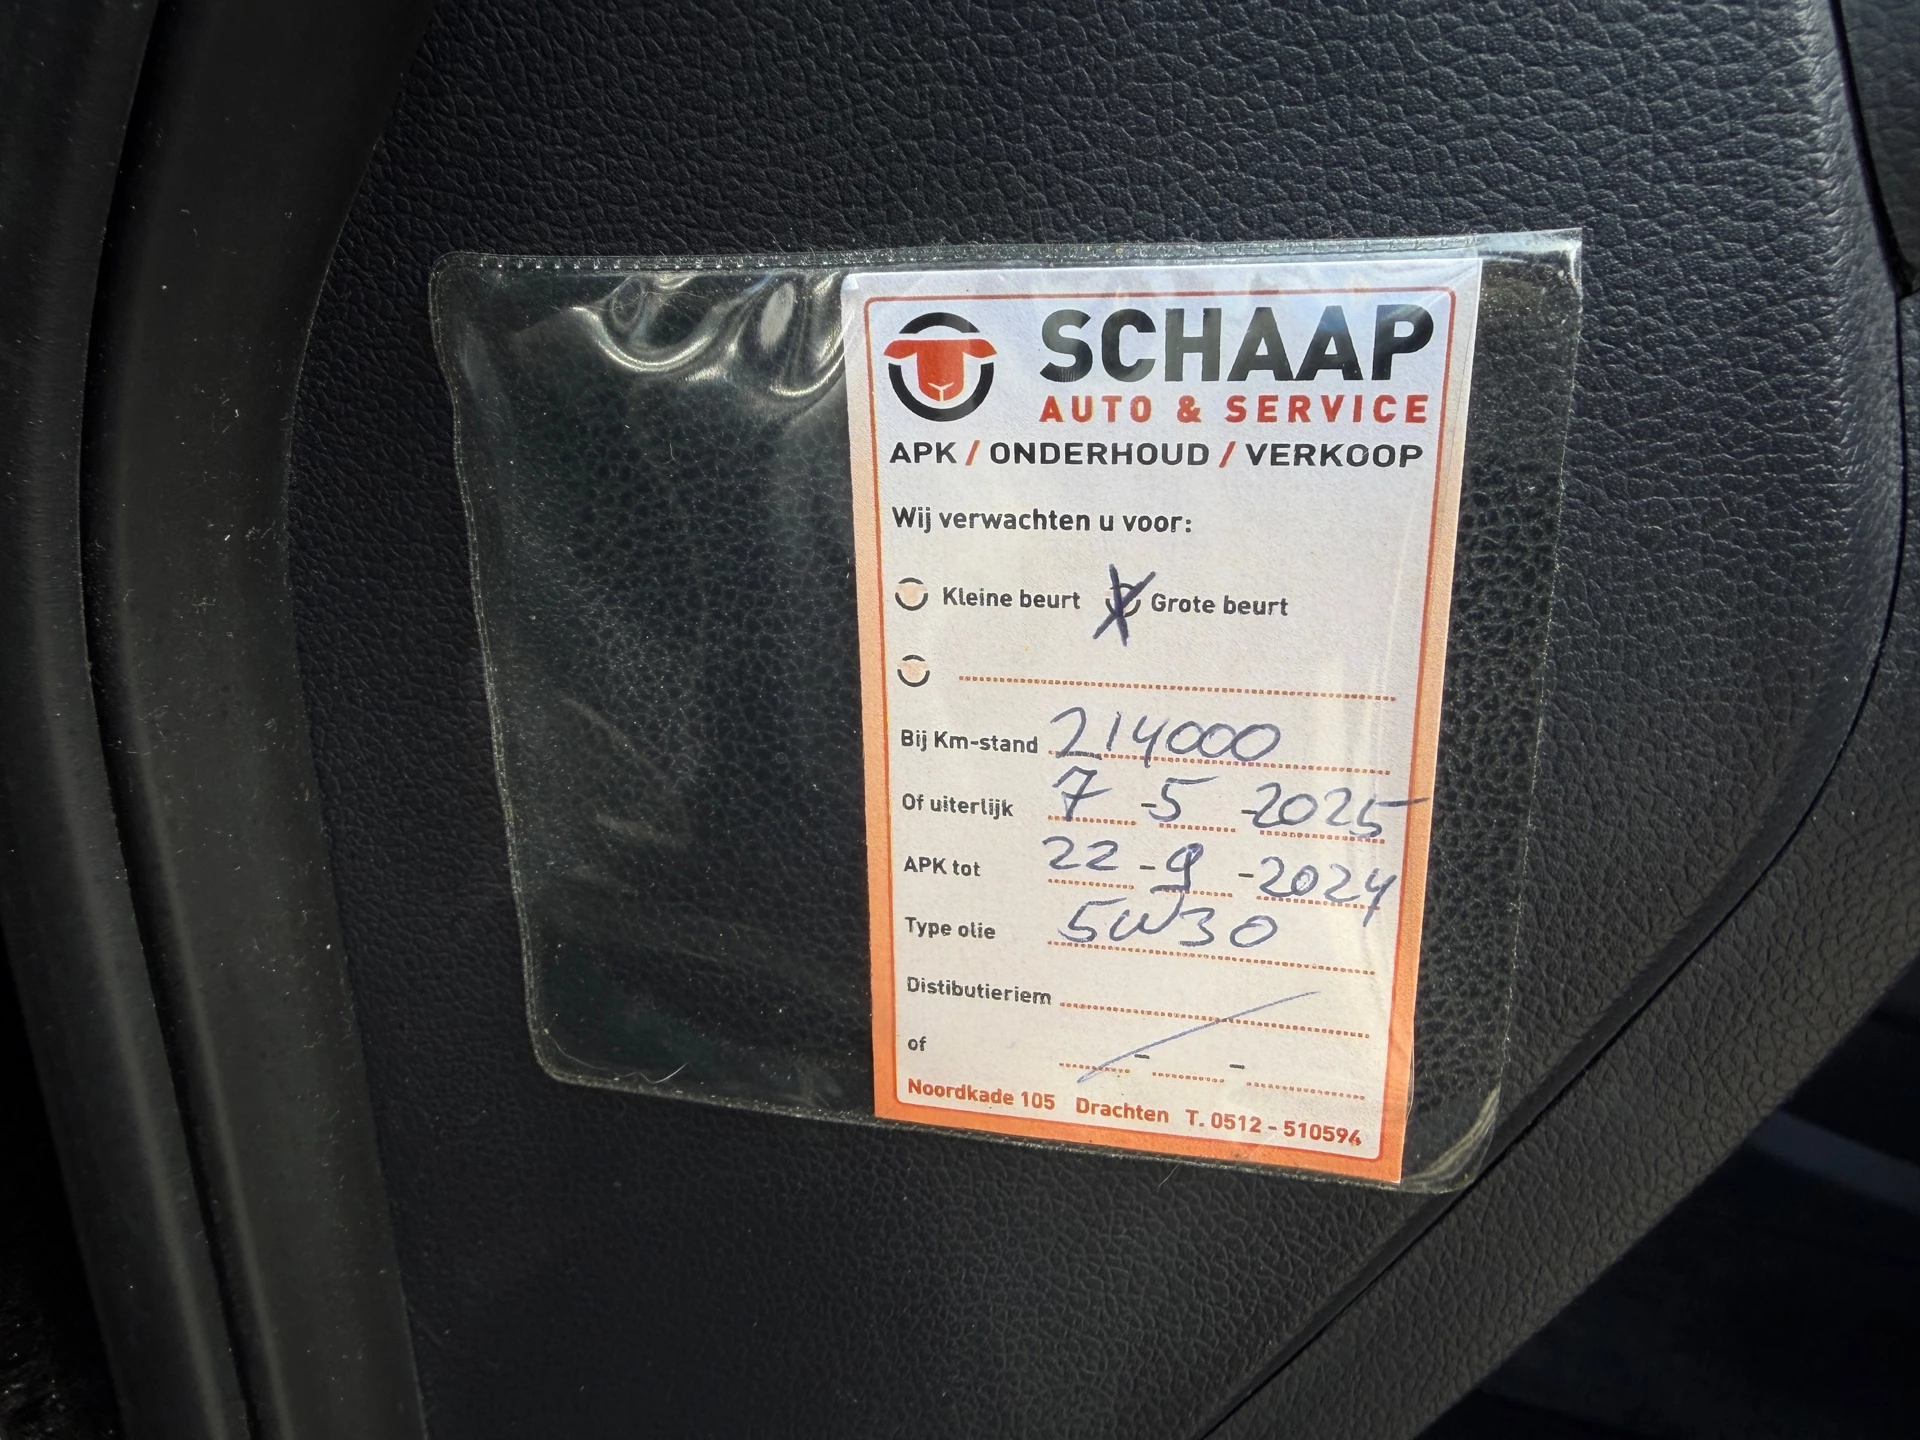 SCHAAP
AUTO & SERVICE
APK / ONDERHOUD / VERKOOP
Wij verwachten u voor:
Kleine beurt X Grote beurt
Bij Km-stand 214000
Of uiterlijk 7 - 5 - 2025
APK tot 22 - 9 - 2024
Type olie 5W30
Distibutieriem
of - -
Noordkade 105 Drachten T. 0512 - 510594